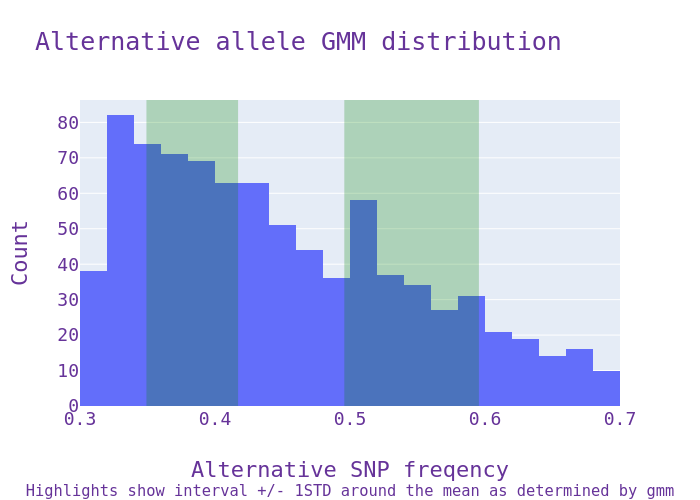 Alternative allele GMM distribution
80
70
60
50
40
30
20
10
0
Count
0.3 0.4 0.5 0.6 0.7
Alternative SNP freqency
Highlights show interval +/- 1STD around the mean as determined by gmm